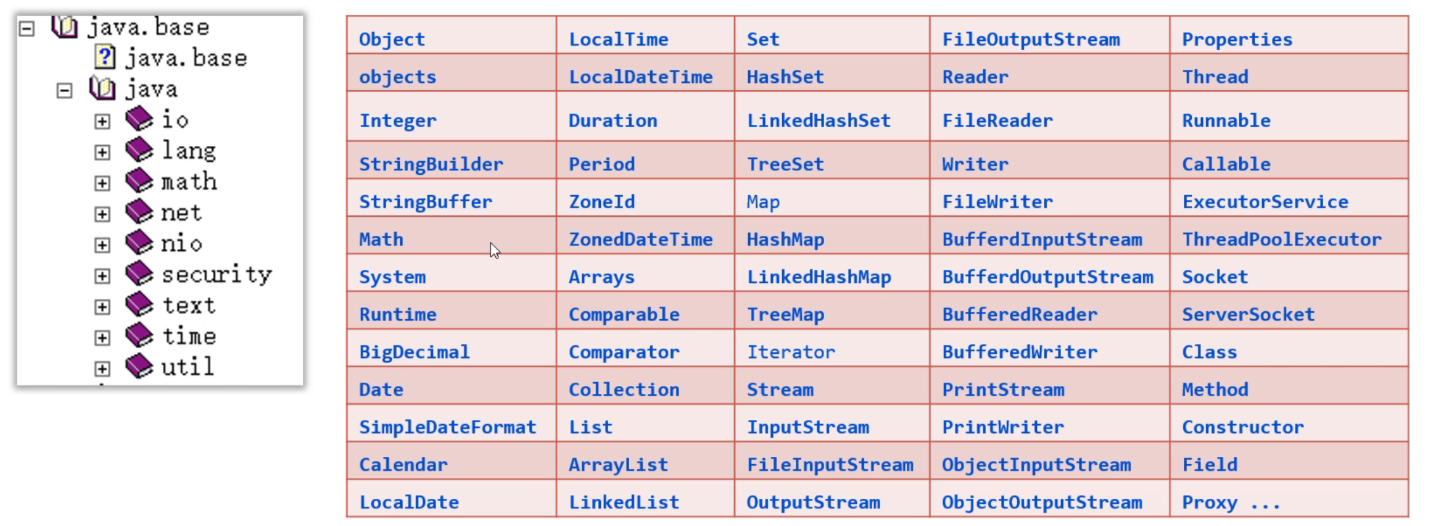 java.base
java.base
java
io
lang
math
net
nio
security
text
time
util
Object LocalTime Set FileOutputStream Properties
objects LocalDateTime HashSet Reader Thread
Integer Duration LinkedHashSet FileReader Runnable
StringBuilder Period TreeSet Writer Callable
StringBuffer ZoneId Map FileWriter ExecutorService
Math ZonedDateTime HashMap BufferdInputStream ThreadPoolExecutor
System Arrays LinkedHashMap BufferdOutputStream Socket
Runtime Comparable TreeMap BufferedReader ServerSocket
BigDecimal Comparator Iterator BufferedWriter Class
Date Collection Stream PrintStream Method
SimpleDateFormat List InputStream PrintWriter Constructor
Calendar ArrayList FileInputStream ObjectInputStream Field
LocalDate LinkedList OutputStream ObjectOutputStream Proxy ...